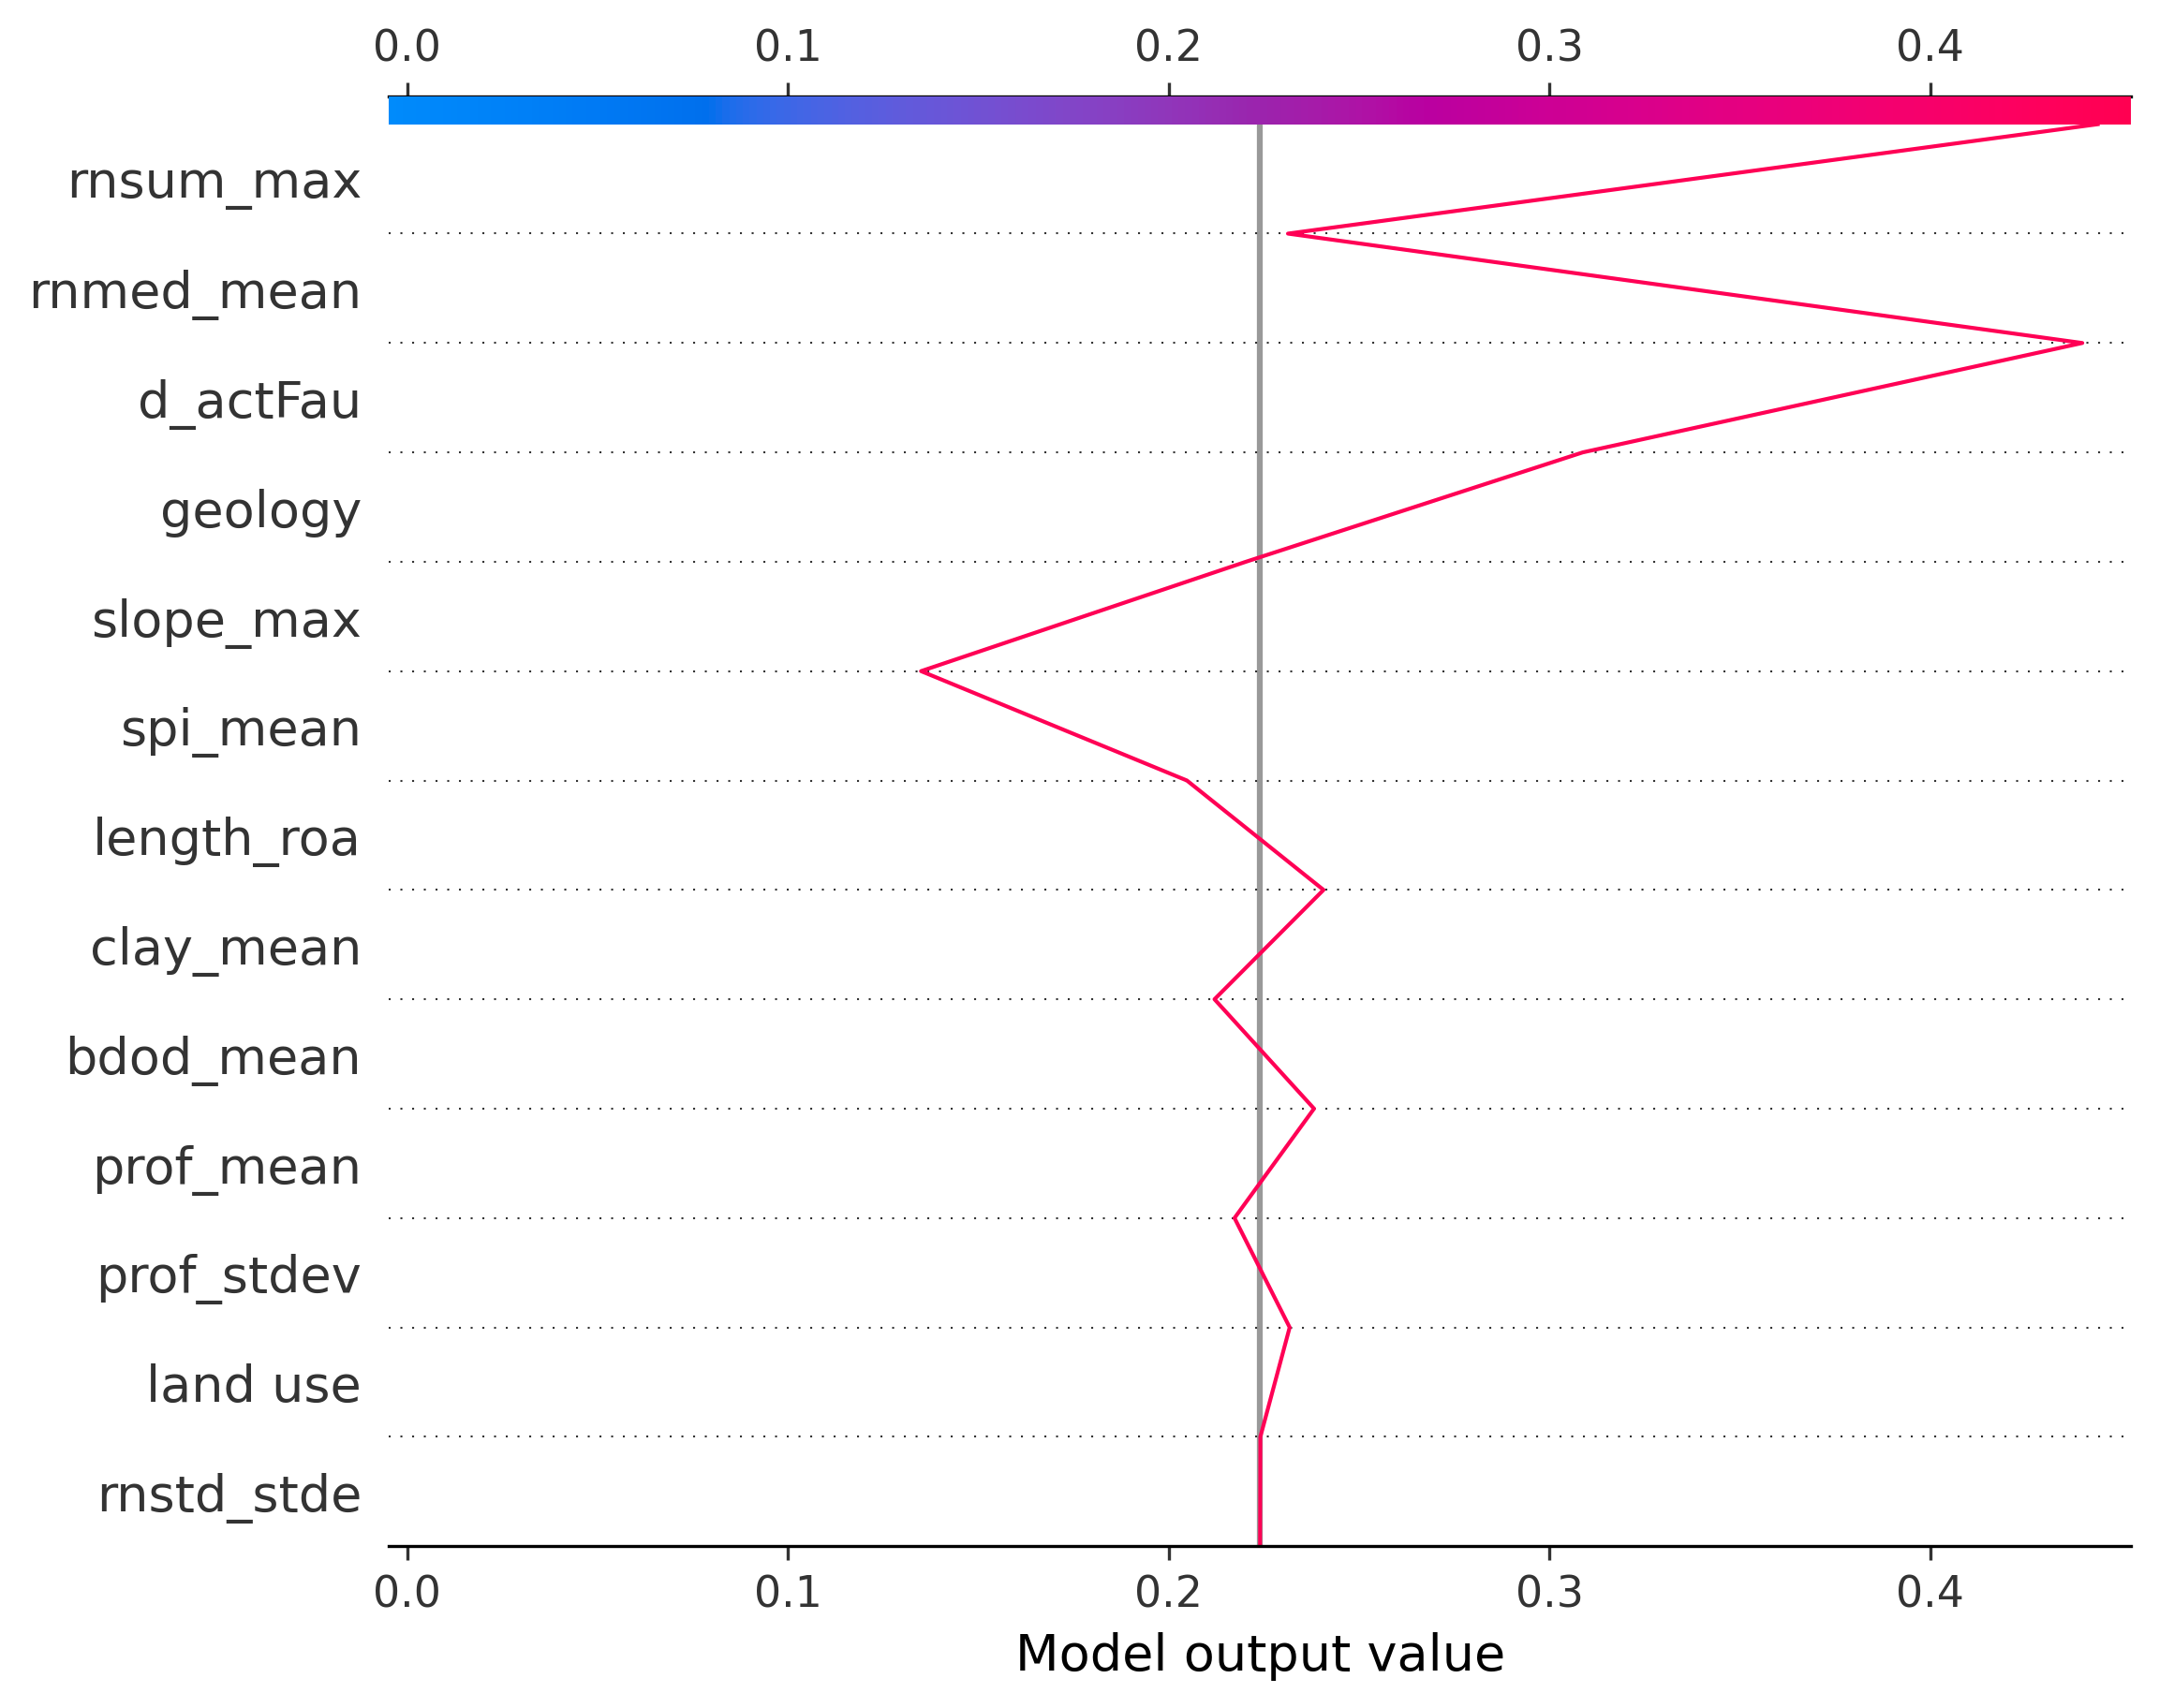 0.0 0.1 0.2 0.3 0.4
rnsum_max
rnmed_mean
d_actFau
geology
slope_max
spi_mean
length_roa
clay_mean
bdod_mean
prof_mean
prof_stdev
land use
rnstd_stde
0.0 0.1 0.2 0.3 0.4
Model output value